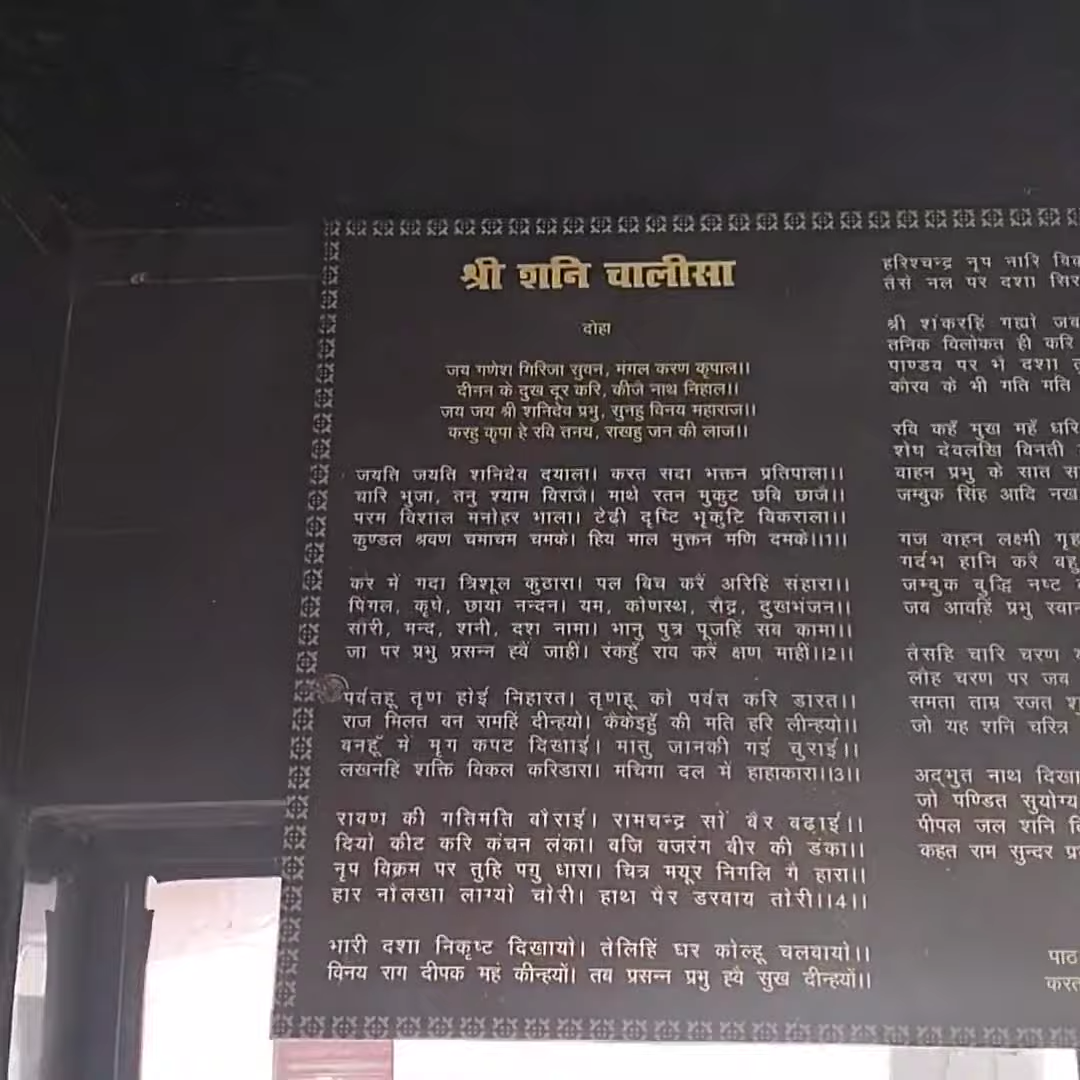 श्री शनि चालीसा
दोहा
जय गणेश गिरिजा सुवन, मंगल करण कृपाल।।
दीनन के दुख दूर करि, कीजै नाथ निहाल।।
जय जय श्री शनिदेव प्रभु, सुनहु विनय महाराज।।
करहु कृपा हे रवि तनय, राखहु जन की लाज।।
जयति जयति शनिदेव दयाला। करत सदा भक्तन प्रतिपाला।।
चारि भुजा, तनु श्याम विराजै। माथे रतन मुकुट छबि छाजै।।
परम विशाल मनोहर भाला। टेढ़ी दृष्टि भृकुटि विकराला।।
कुण्डल श्रवण चमाचम चमके। हिय माल मुक्तन मणि दमके।।1।।
कर में गदा त्रिशूल कुठारा। पल बिच करैं अरिहिं संहारा।।
पिंगल, कृष्णे, छाया नन्दन। यम, कोणस्थ, रौद्र, दुखभंजन।।
सौरी, मन्द, शनी, दश नामा। भानु पुत्र पूजहिं सब कामा।।
जा पर प्रभु प्रसन्न ह्वैं जाहीं। रंकहुँ राव करैं क्षण माहीं।।2।।
पर्वतहू तृण होई निहारत। तृणहू को पर्वत करि डारत।।
राज मिलत बन रामहिं दीन्हयो। कैकेइहुँ की मति हरि लीन्हयो।।
बनहूँ में मृग कपट दिखाई। मातु जानकी गई चुराई।।
लखनहिं शक्ति विकल करिडारा। मचिगा दल में हाहाकारा।।3।।
रावण की गतिमति बौराई। रामचन्द्र सों बैर बढ़ाई।।
दियो कीट करि कंचन लंका। बजि बजरंग बीर की डंका।।
नृप विक्रम पर तुहि पगु धारा। चित्र मयूर निगलि गै हारा।।
हार नौलखा लाग्यो चोरी। हाथ पैर डरवाय तोरी।।4।।
भारी दशा निकृष्ट दिखायो। तेलिहिं घर कोल्हू चलवायो।।
विनय राग दीपक महं कीन्हयों। तब प्रसन्न प्रभु ह्वै सुख दीन्हयों।।
हरिश्चन्द्र नृप नारि
तैसे नल पर दशा
श्री शंकरहिं गह्यो जब
तनिक विलोकत ही करि
पाण्डव पर भै दशा
कौरव के भी गति मति
रवि कहँ मुख महँ धरि
शेष देवलखि विनती
वाहन प्रभु के सात
जम्बुक सिंह आदि नख
गज वाहन लक्ष्मी गृह
गर्दभ हानि करै बहु
जम्बुक बुद्धि नष्ट
जब आवहिं प्रभु स्वान
तैसहि चारि चरण
लौह चरण पर जब
समता ताम्र रजत
जो यह शनि चरित्र
अद्भुत नाथ
जो पण्डित सुयोग्य
पीपल जल शनि
कहत राम सुन्दर
पाठ